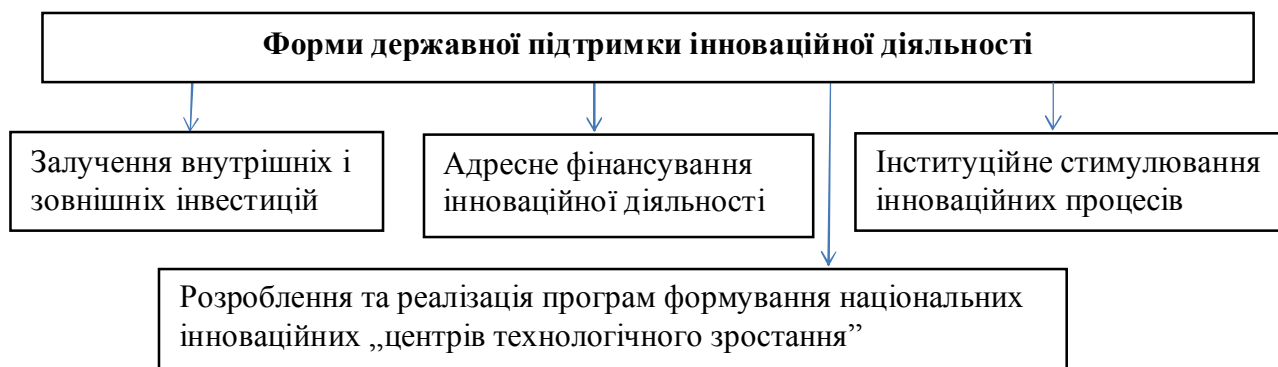 Форми державної підтримки інноваційної діяльності
Залучення внутрішніх і
зовнішніх інвестицій
Адресне фінансування
інноваційної діяльності
Інституційне стимулювання
інноваційних процесів
Розроблення та реалізація програм формування національних
інноваційних „центрів технологічного зростання”